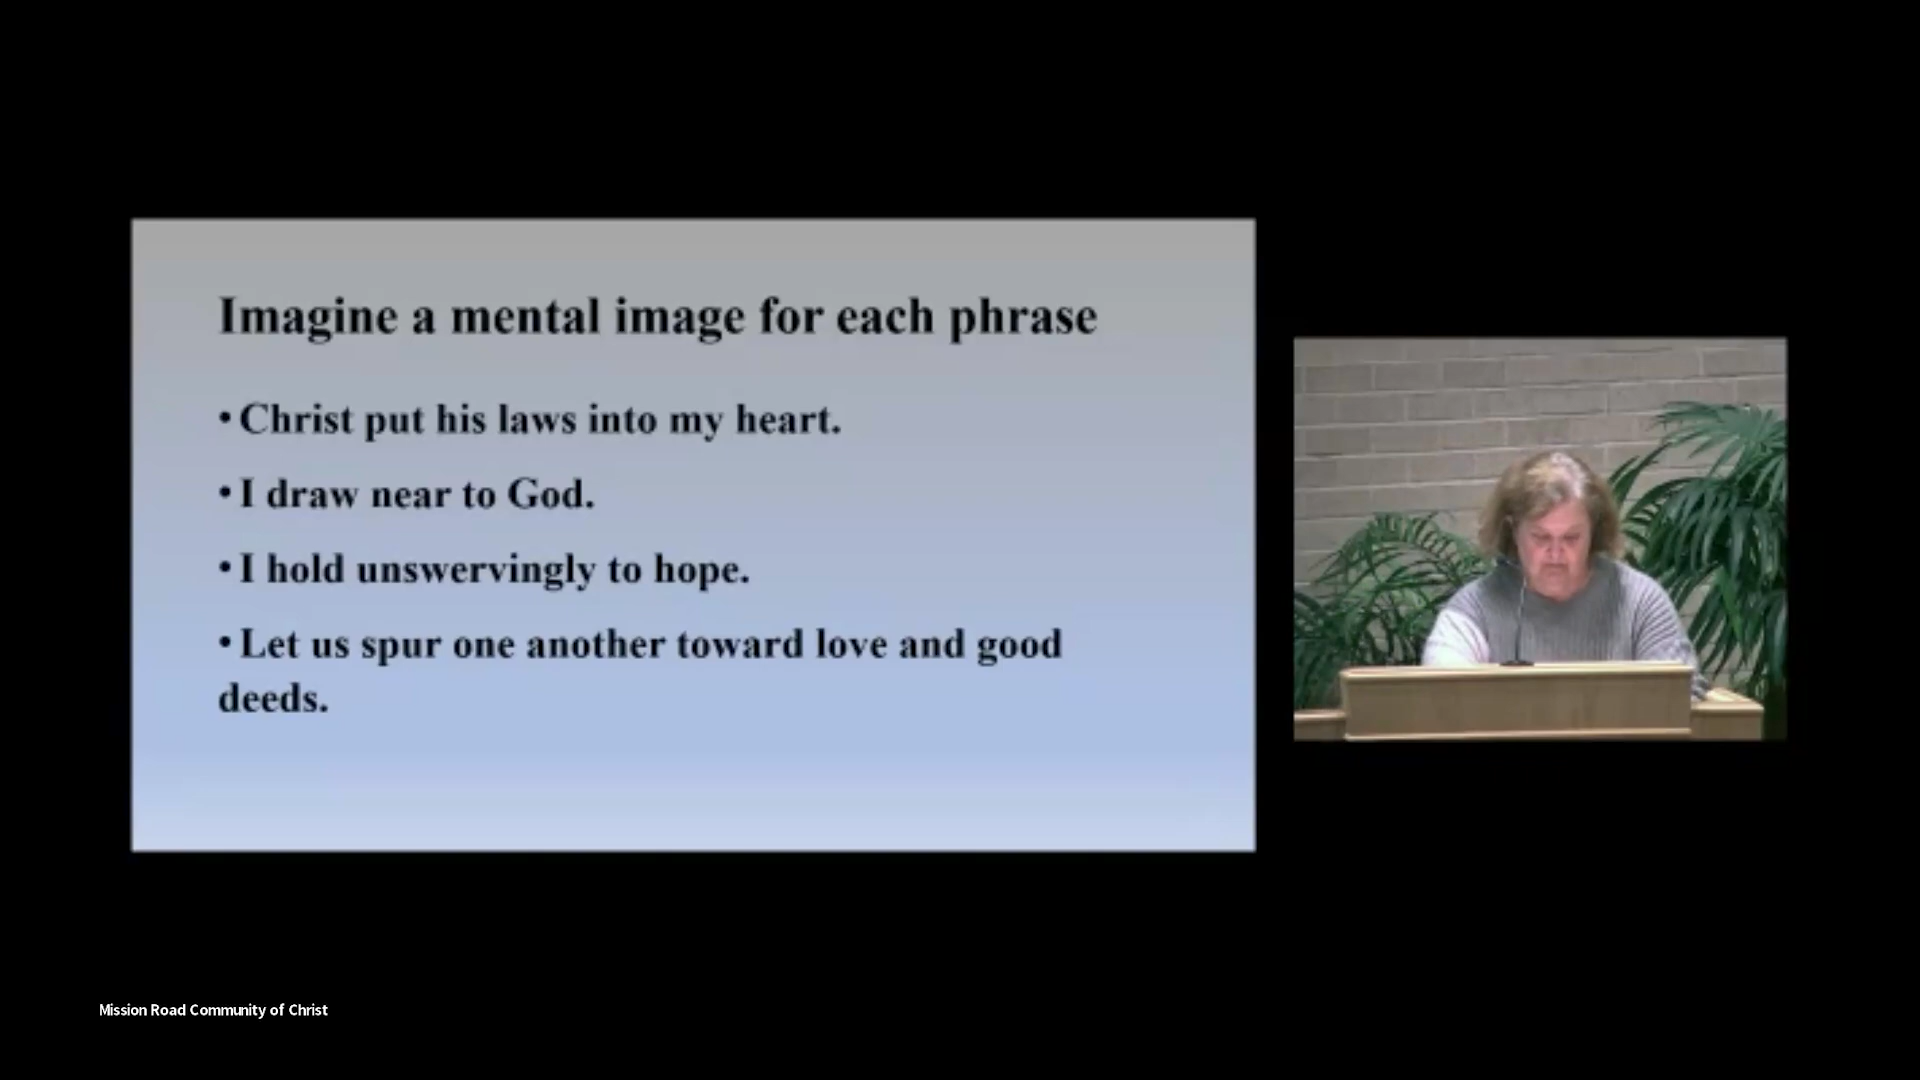 Imagine a mental image for each phrase
• Christ put his laws into my heart.
• I draw near to God.
• I hold unswervingly to hope.
• Let us spur one another toward love and good
deeds.
Mission Road Community of Christ